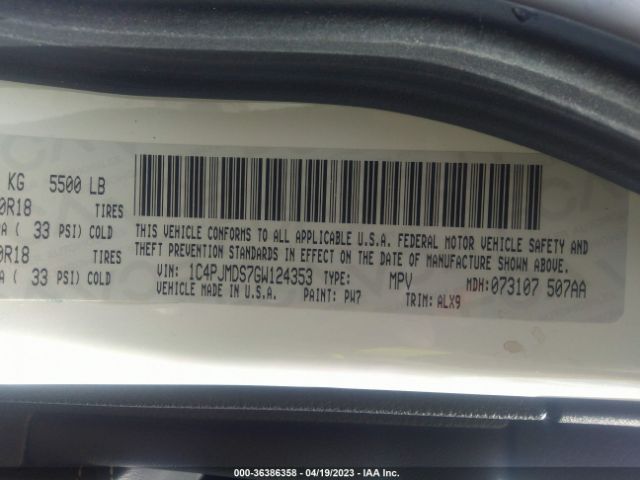 KG 5500 LB
0R18 TIRES
PA ( 33 PSI) COLD
0R18 TIRES
A ( 33 PSI) COLD
THIS VEHICLE CONFORMS TO ALL APPLICABLE U.S.A. FEDERAL MOTOR VEHICLE SAFETY AND
THEFT PREVENTION STANDARDS IN EFFECT ON THE DATE OF MANUFACTURE SHOWN ABOVE.
VIN: 1C4PJMDS7GW124353 TYPE: MPV MDH: 073107 507AA
VEHICLE MADE IN U.S.A. PAINT: PW7 TRIM: ALX9
000-36386358 - 04/19/2023 - IAA Inc.